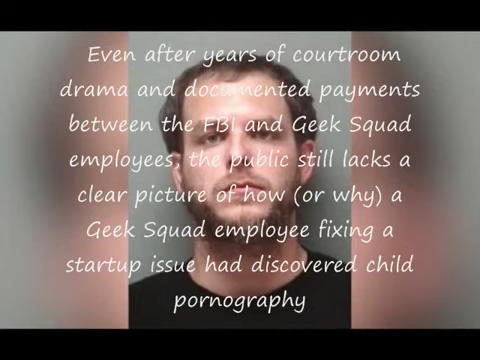 Even after years of courtroom
drama and documented payments
between the FBI and Geek Squad
employees, the public still lacks a
clear picture of how (or why) a
Geek Squad employee fixing a
startup issue had discovered child
pornography